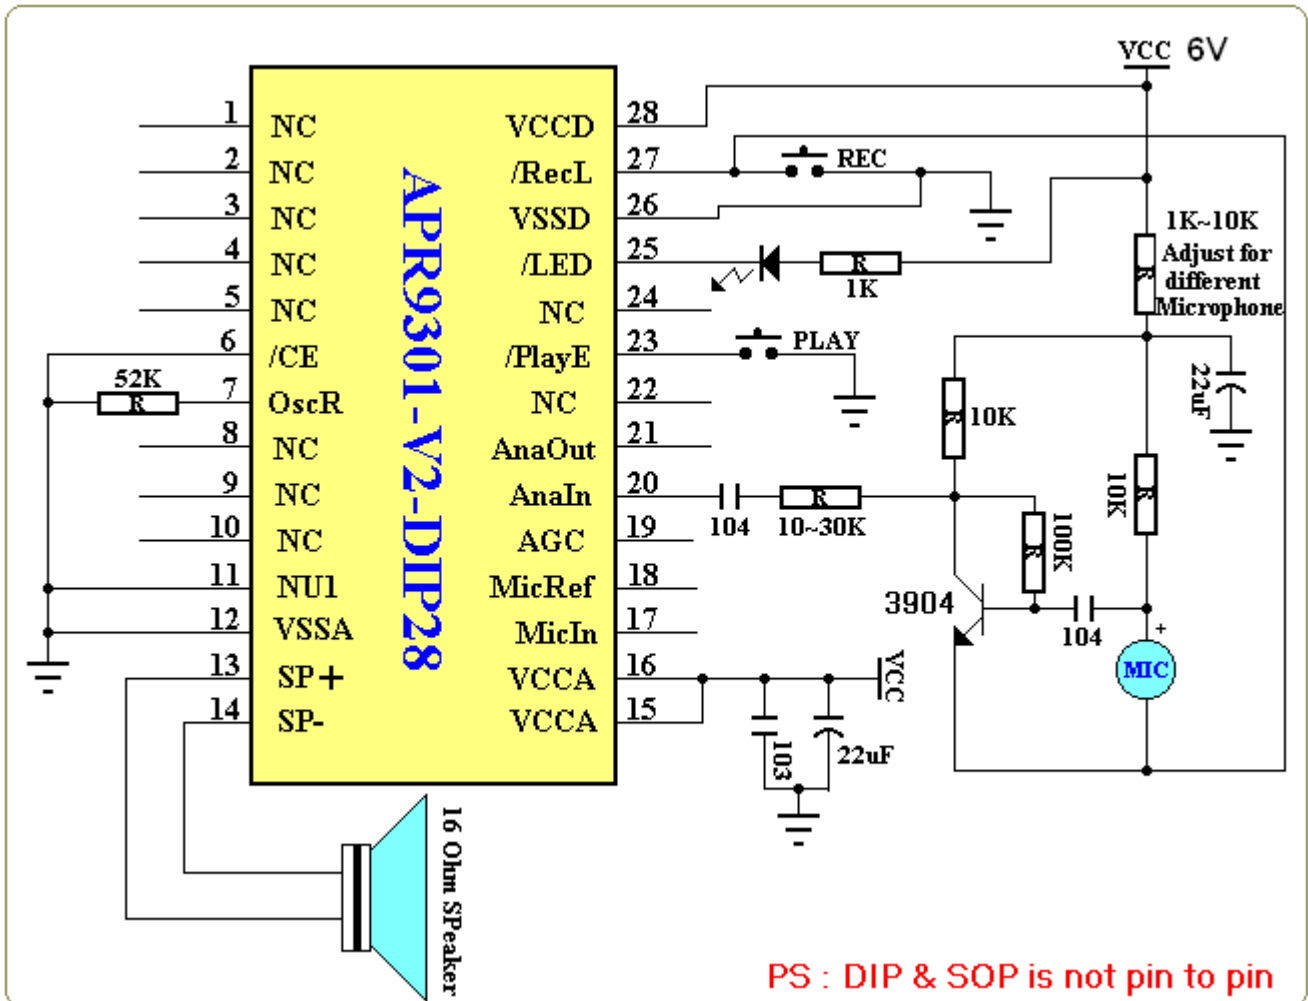 VCC 6V
1 NC VCCD 28
2 NC /RecL 27 REC
3 NC VSSD 26
4 NC /LED 25 R 1K
5 NC NC 24
6 /CE /PlayE 23 PLAY
52K R 7 OscR NC 22
8 NC AnaOut 21
9 NC AnaIn 20 104 R 10~30K
10 NC AGC 19
11 NU1 MicRef 18
12 VSSA MicIn 17
13 SP+ VCCA 16 VCC
14 SP- VCCA 15
APR9301-V2-DIP28
1K~10K
R
Adjust for
different
Microphone
22uF
R 10K
R 10K
R 100K
3904
104
+
MIC
103
22uF
16 Ohm SPeaker
PS : DIP & SOP is not pin to pin